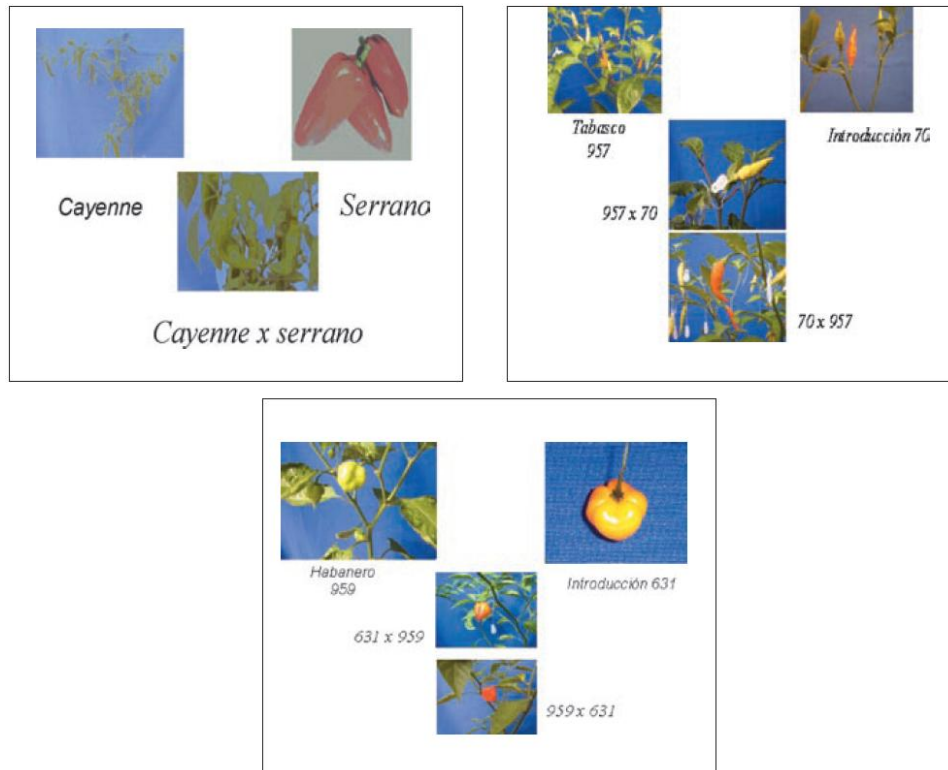 Cayenne
Serrano
Cayenne x serrano
Tabasco
957
Introducción 70
957 x 70
70 x 957
Habanero
959
Introducción 631
631 x 959
959 x 631